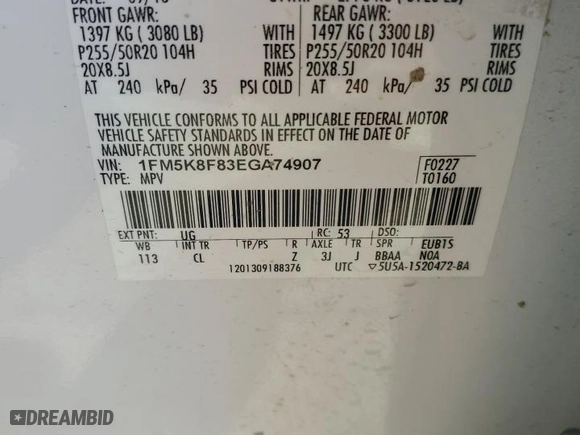 FRONT GAWR: REAR GAWR:
1397 KG ( 3080 LB) WITH 1497 KG ( 3300 LB) WITH
P255/50R20 104H TIRES P255/50R20 104H TIRES
20X8.5J RIMS 20X8.5J RIMS
AT 240 kPa/ 35 PSI COLD AT 240 kPa/ 35 PSI COLD
THIS VEHICLE CONFORMS TO ALL APPLICABLE FEDERAL MOTOR
VEHICLE SAFETY STANDARDS IN EFFECT ON THE DATE OF
MANUFACTURE SHOWN ABOVE.
VIN: 1FM5K8F83EGA74907 F0227
TYPE: MPV T0160
EXT PNT: UG RC: 53 DSO:
WB INT TR TP/PS R AXLE TR SPR EUB1S
113 CL Z 3J J BBAA NOA
1201309188376 UTC ▽5U5A-1520472-8A
DREAMBID